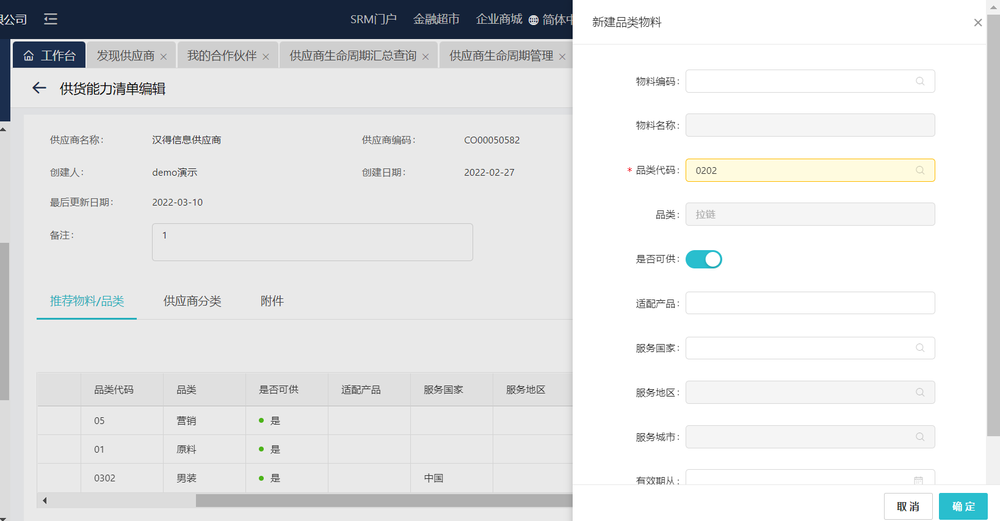 限公司
SRM门户 金融超市 企业商城 简体中
工作台 发现供应商 我的合作伙伴 供应商生命周期汇总查询 供应商生命周期管理
供货能力清单编辑
供应商名称: 汉得信息供应商 供应商编码: CO00050582
创建人: demo演示 创建日期: 2022-02-27
最后更新日期: 2022-03-10
备注: 1
推荐物料/品类 供应商分类 附件
品类代码 品类 是否可供 适配产品 服务国家 服务地区
05 营销 是
01 原料 是
0302 男装 是 中国
新建品类物料
物料编码:
物料名称:
* 品类代码: 0202
品类: 拉链
是否可供:
适配产品:
服务国家:
服务地区:
服务城市:
有效期从:
取消 确定